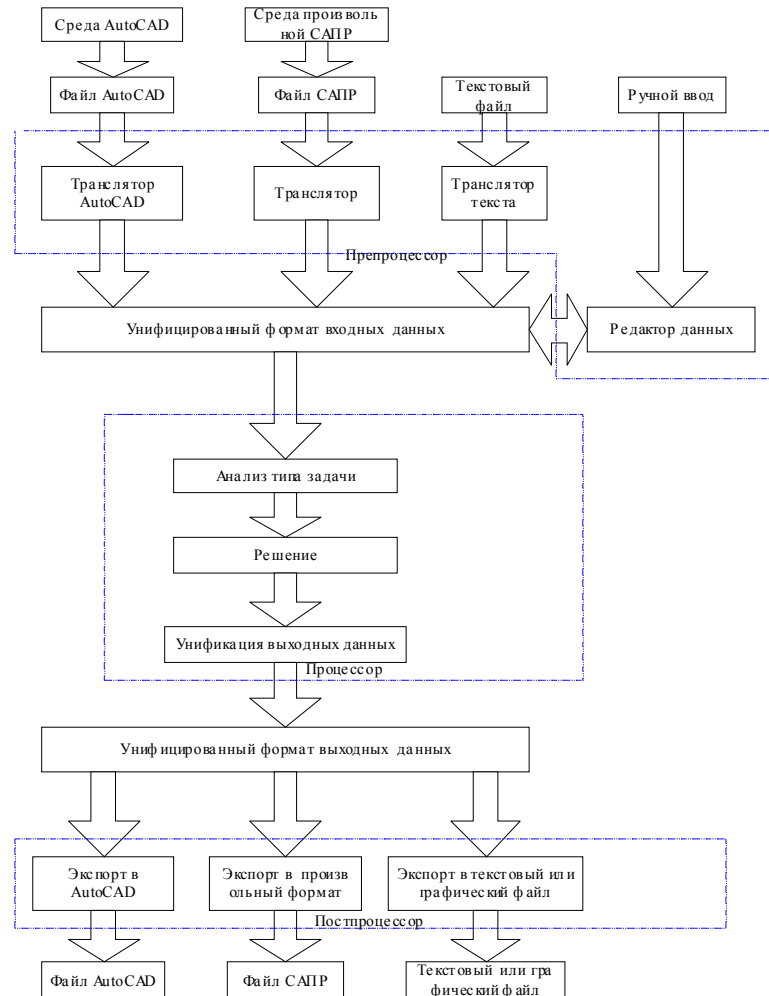 Среда AutoCAD
Среда произволь
ной САПР
Файл AutoCAD
Файл САПР
Текстовый
файл
Ручной ввод
Транслятор
AutoCAD
Транслятор
Транслятор
текста
Препроцессор
Унифицированный формат входных данных
Редактор данных
Анализ типа задачи
Решение
Унификация выходных данных
Процессор
Унифицированный формат выходных данных
Экспорт в
AutoCAD
Экспорт в произв
ольный формат
Экспорт в текстовый или
графический файл
Постпроцессор
Файл AutoCAD
Файл САПР
Текстовый или гра
фический файл